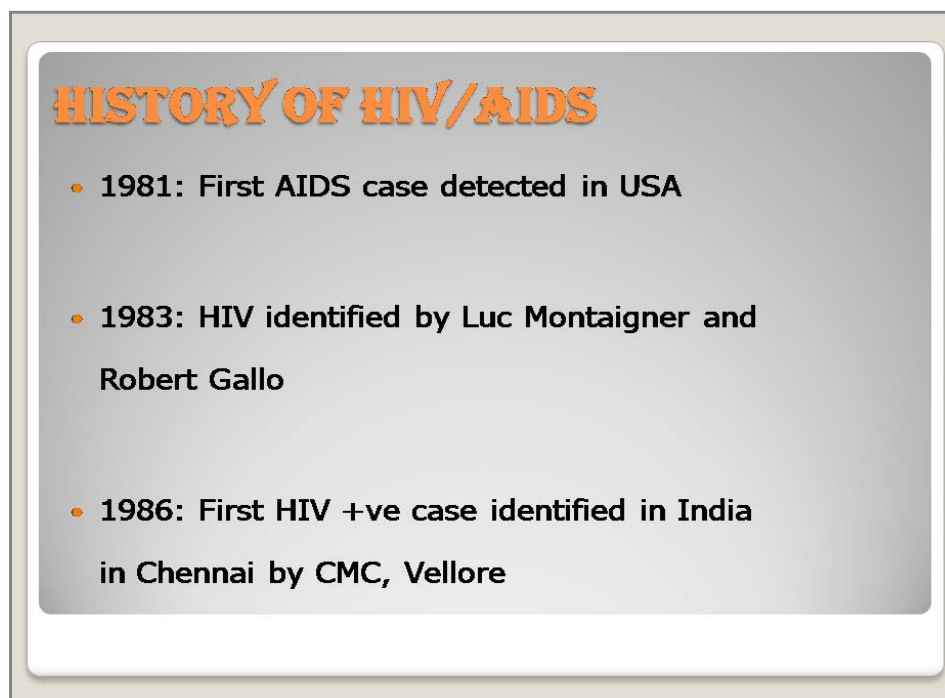 HISTORY OF HIV/AIDS
• 1981: First AIDS case detected in USA
• 1983: HIV identified by Luc Montaigner and
Robert Gallo
• 1986: First HIV +ve case identified in India
in Chennai by CMC, Vellore